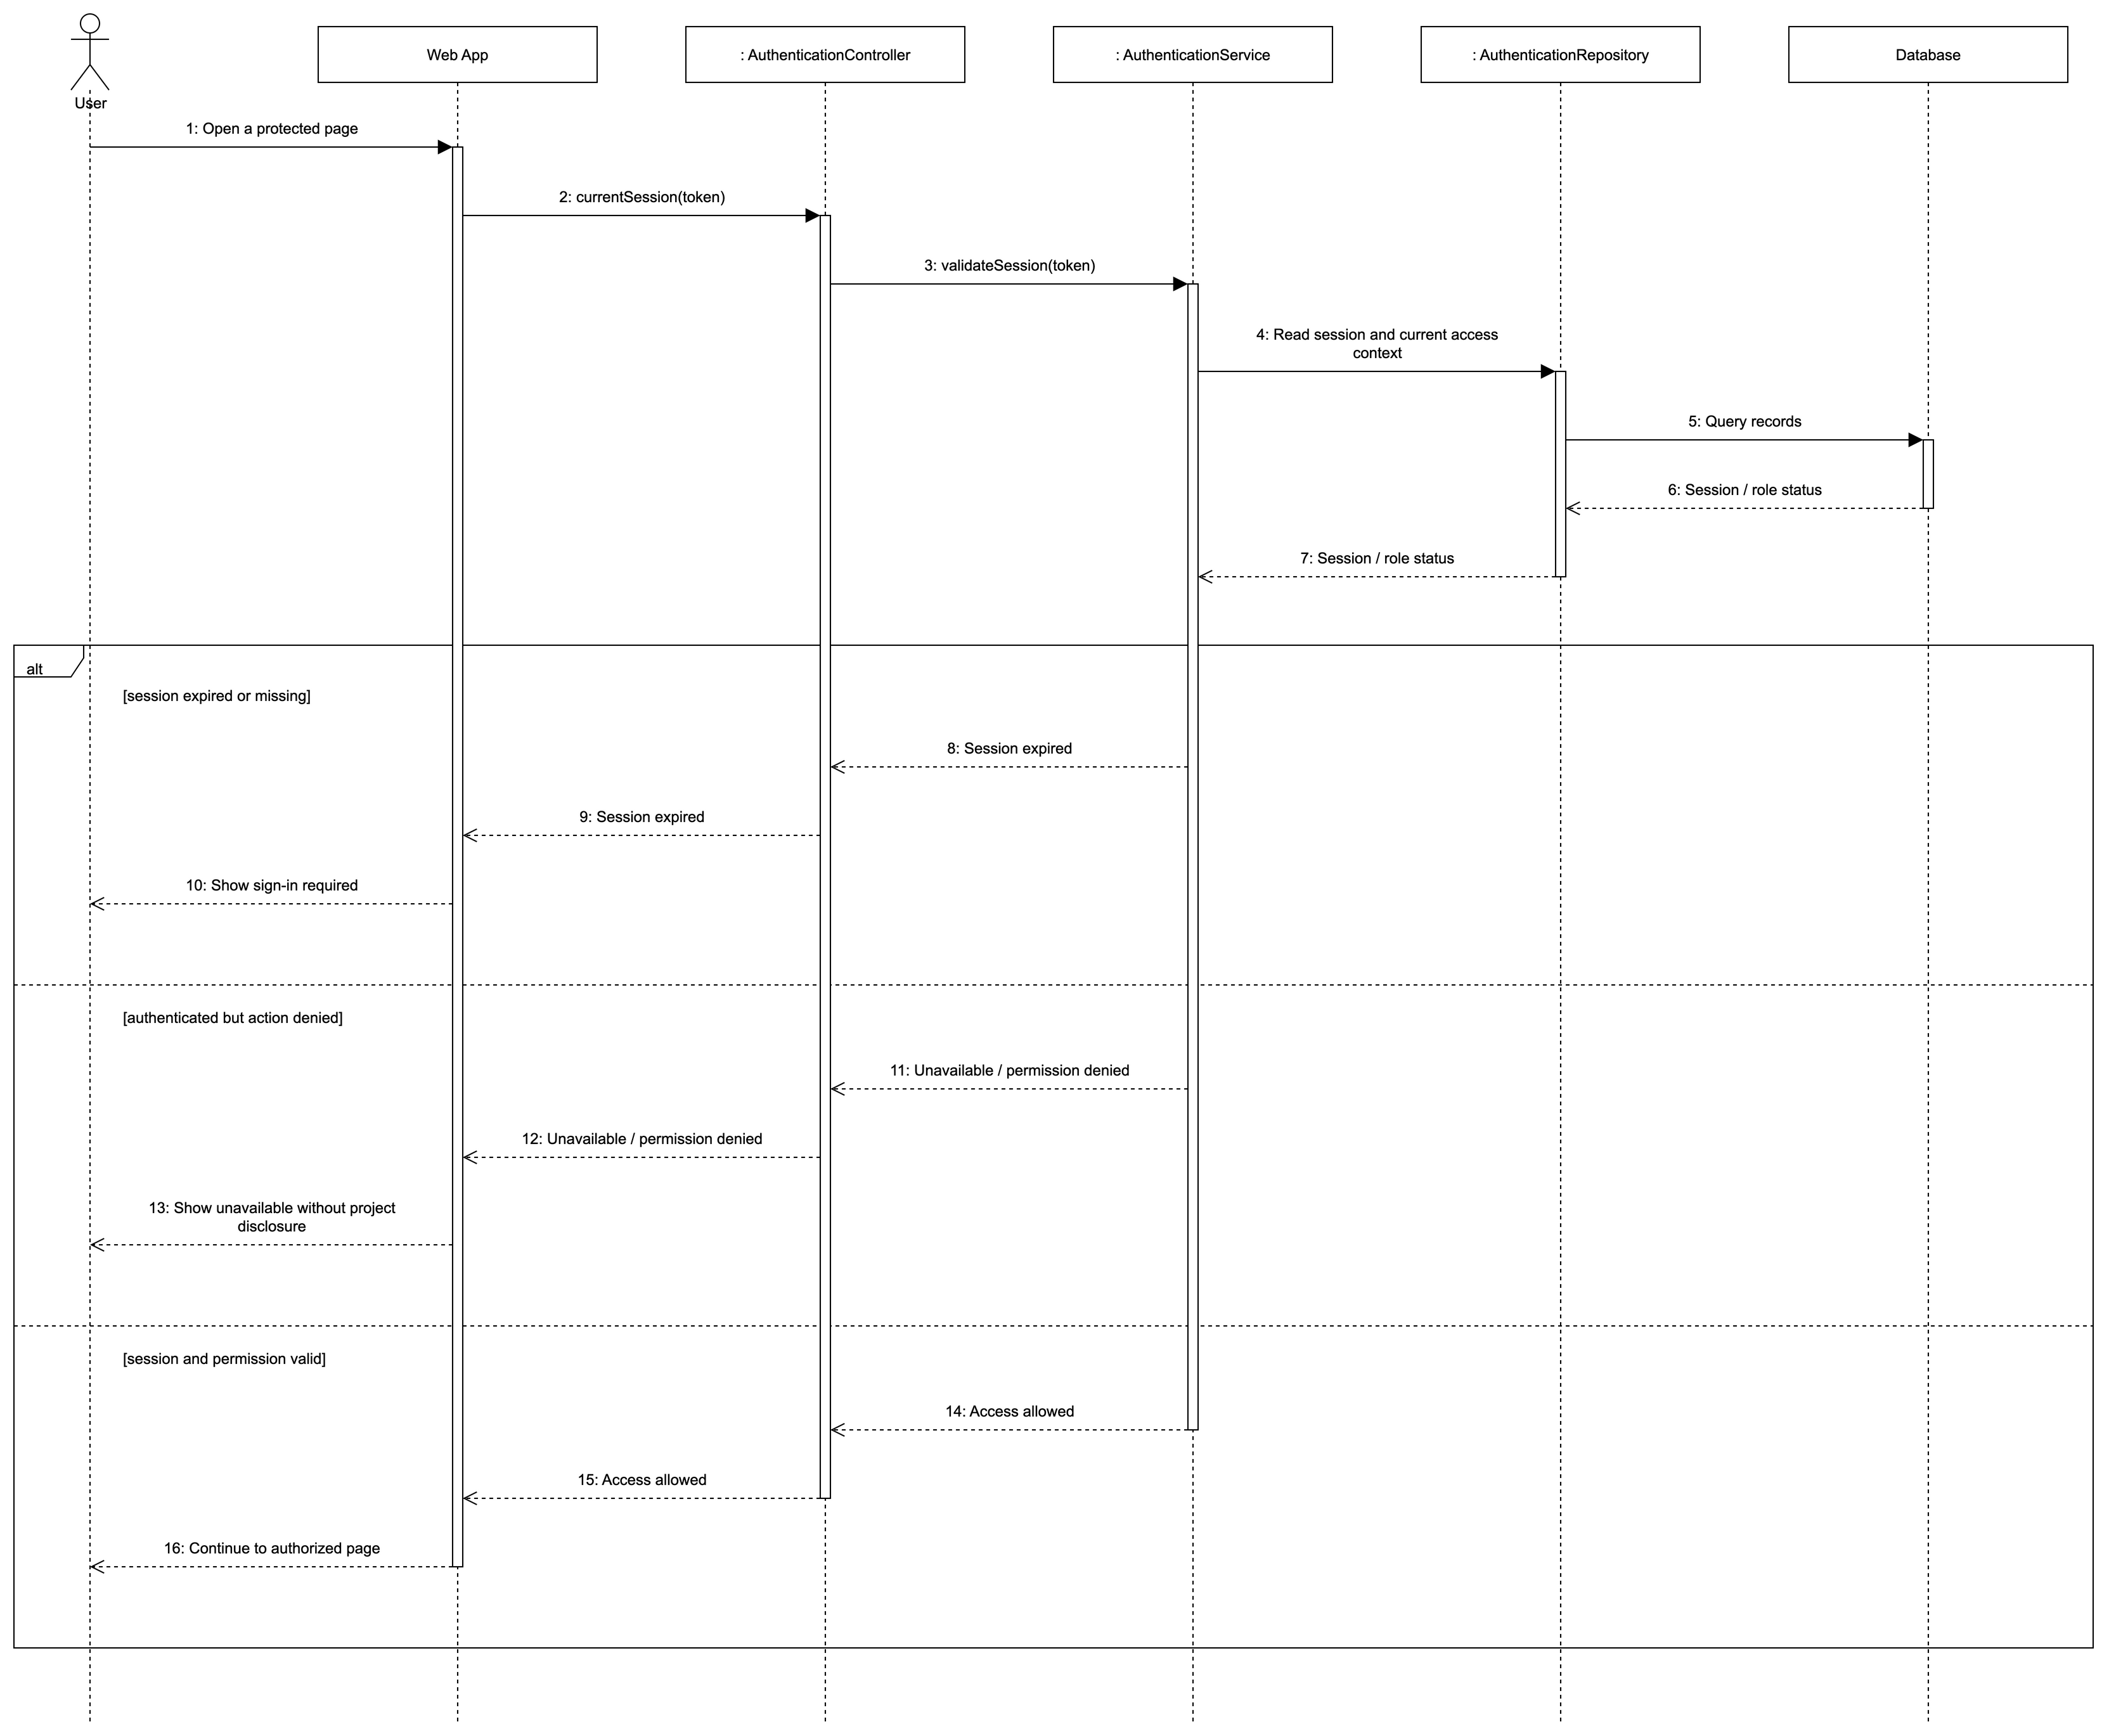 User
Web App
: AuthenticationController
: AuthenticationService
: AuthenticationRepository
Database
1: Open a protected page
2: currentSession(token)
3: validateSession(token)
4: Read session and current access
context
5: Query records
6: Session / role status
7: Session / role status
alt
[session expired or missing]
8: Session expired
9: Session expired
10: Show sign-in required
[authenticated but action denied]
11: Unavailable / permission denied
12: Unavailable / permission denied
13: Show unavailable without project
disclosure
[session and permission valid]
14: Access allowed
15: Access allowed
16: Continue to authorized page